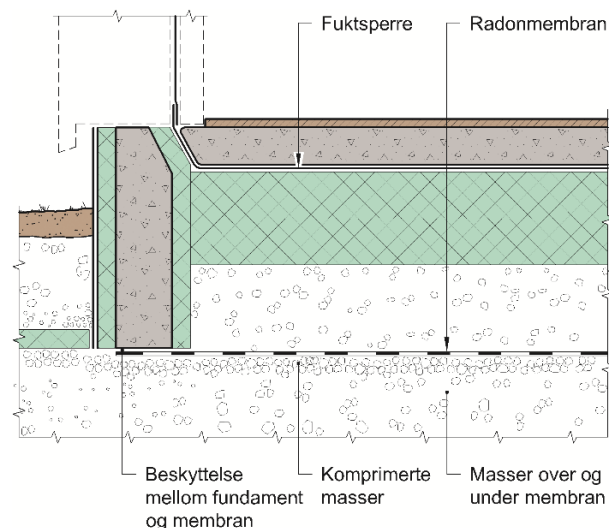 Fuktsperre
Radonmembran
Beskyttelse
mellom fundament
og membran
Komprimerte
masser
Masser over og
under membran